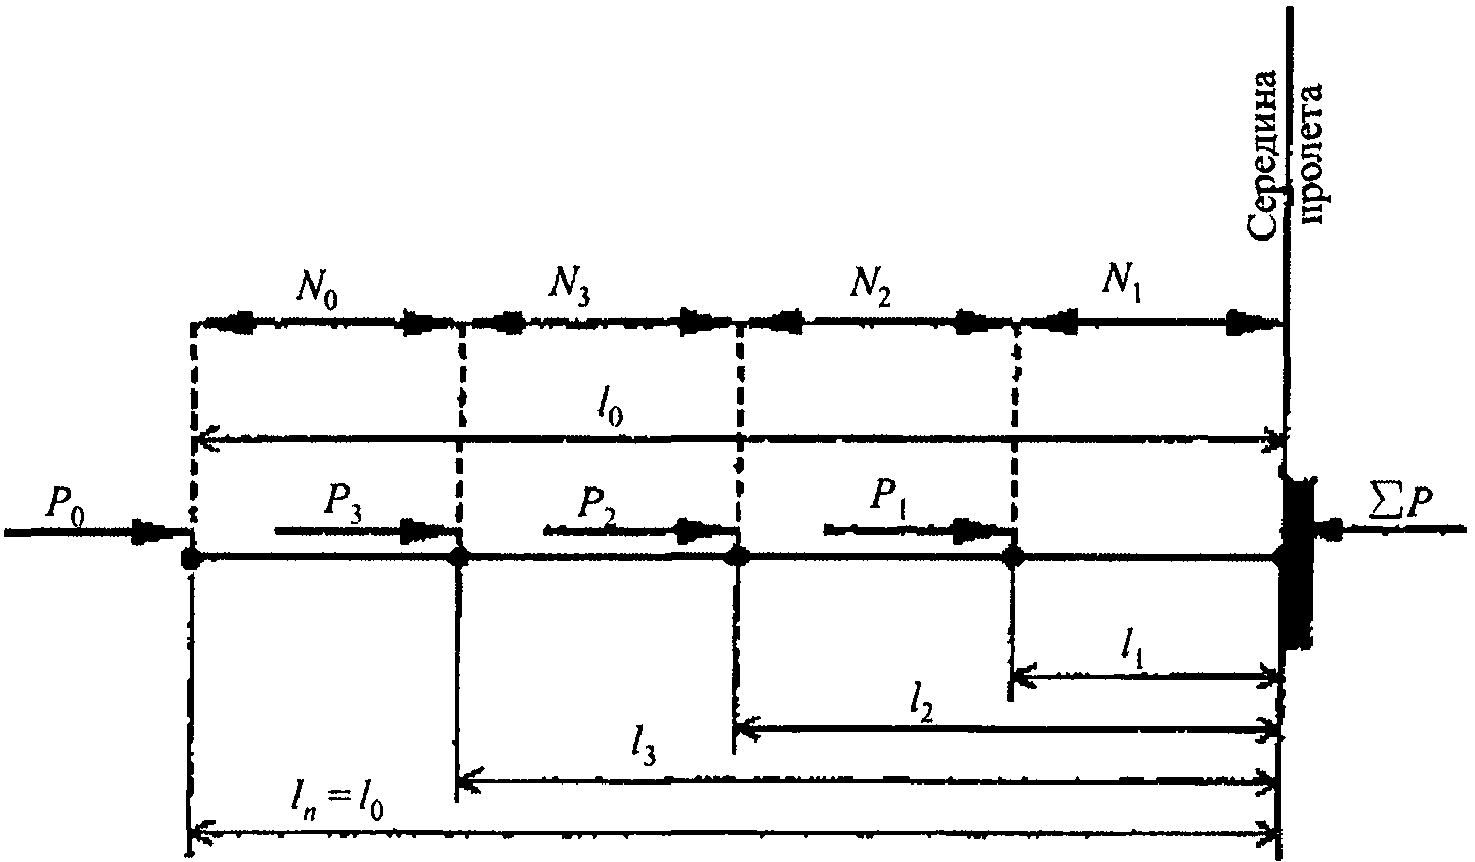 Середина
пролета
N₀ N₃ N₂ N₁
l₀
P₀ P₃ P₂ P₁ ∑P
l₁
l₂
l₃
lₙ = l₀